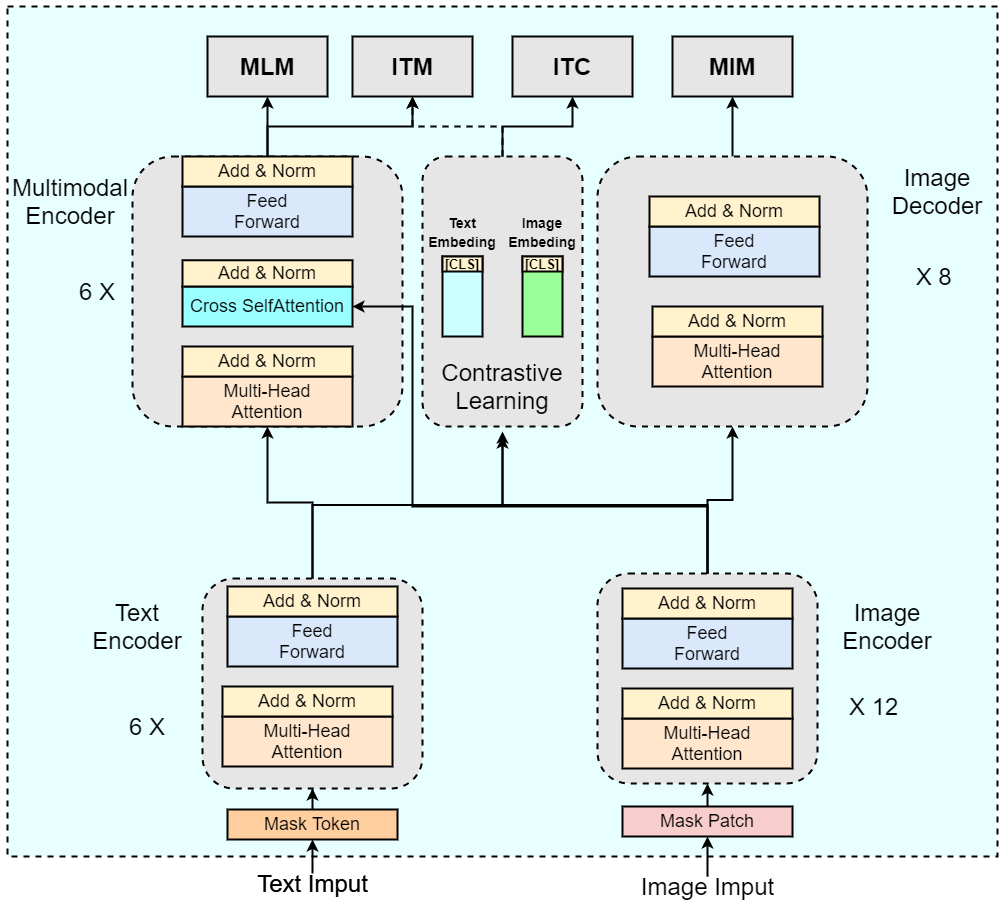 MLM
ITM
ITC
MIM
Multimodal
Encoder
6 X
Add & Norm
Feed
Forward
Add & Norm
Cross SelfAttention
Add & Norm
Multi-Head
Attention
Text
Embeding
[CLS]
Image
Embeding
[CLS]
Contrastive
Learning
Add & Norm
Feed
Forward
Add & Norm
Multi-Head
Attention
Image
Decoder
X 8
Text
Encoder
6 X
Add & Norm
Feed
Forward
Add & Norm
Multi-Head
Attention
Mask Token
Text Imput
Add & Norm
Feed
Forward
Add & Norm
Multi-Head
Attention
Image
Encoder
X 12
Mask Patch
Image Imput